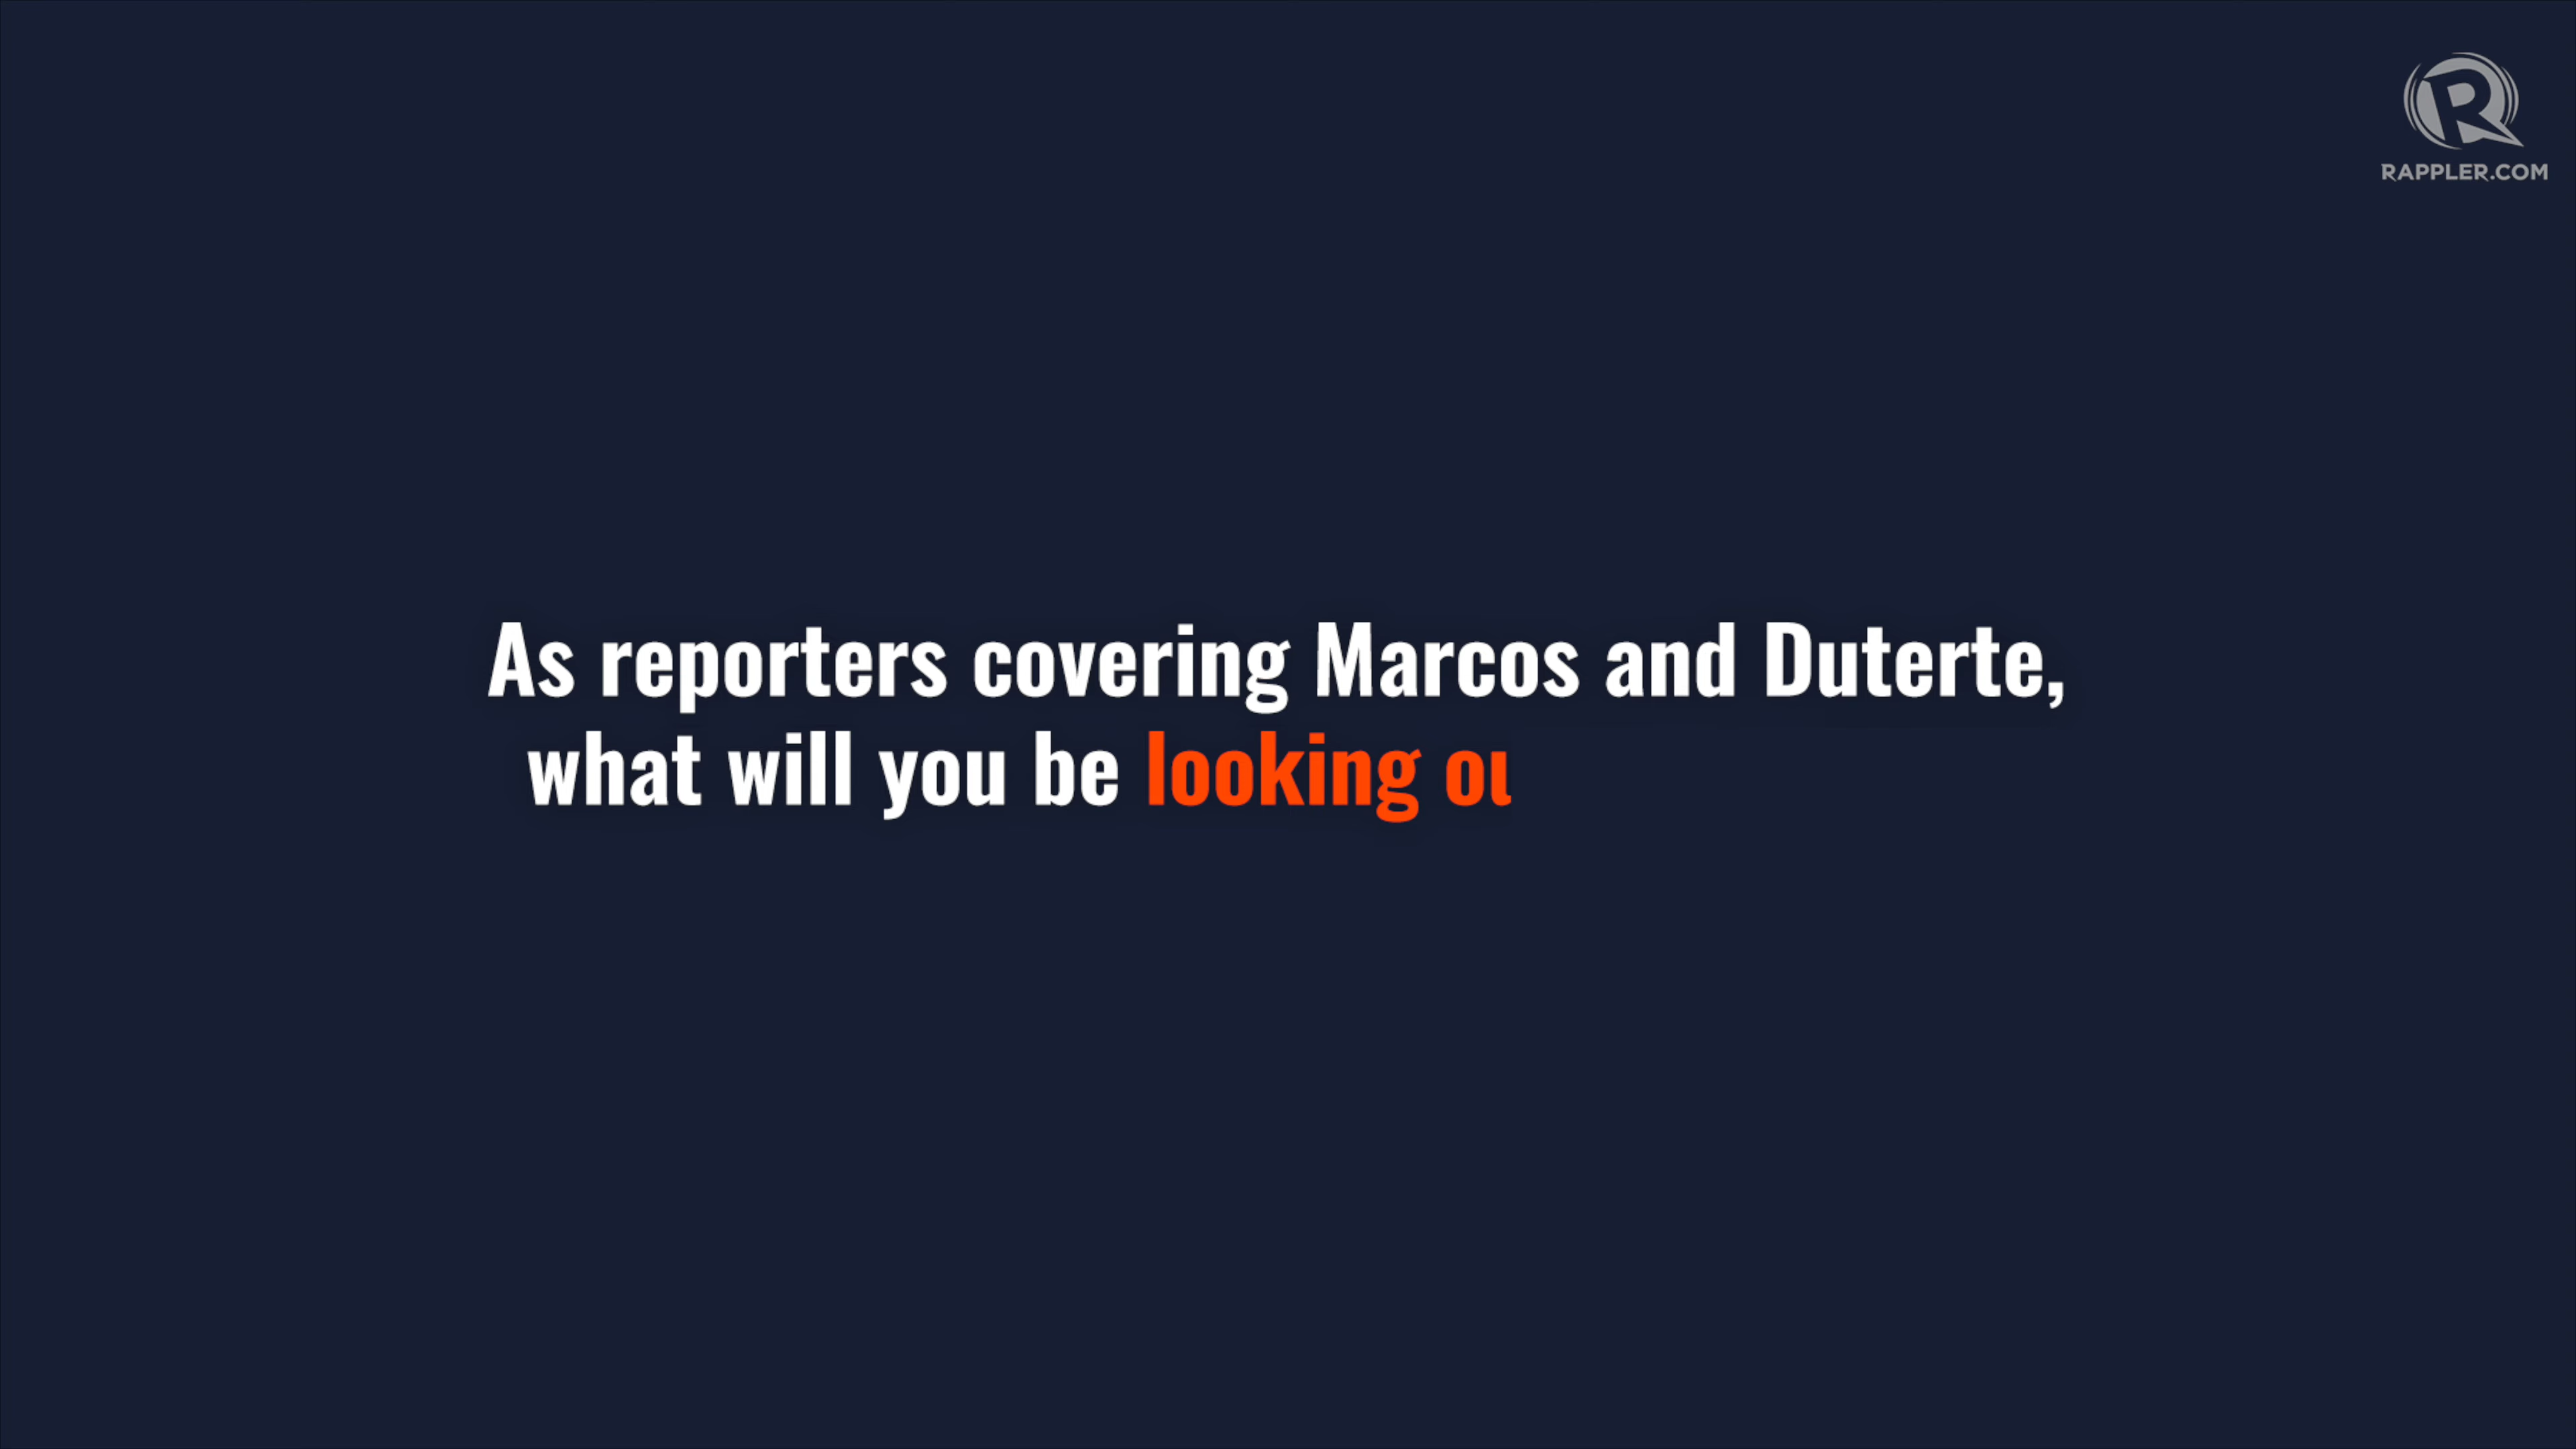 RAPPLER.COM
As reporters covering Marcos and Duterte,
what will you be looking